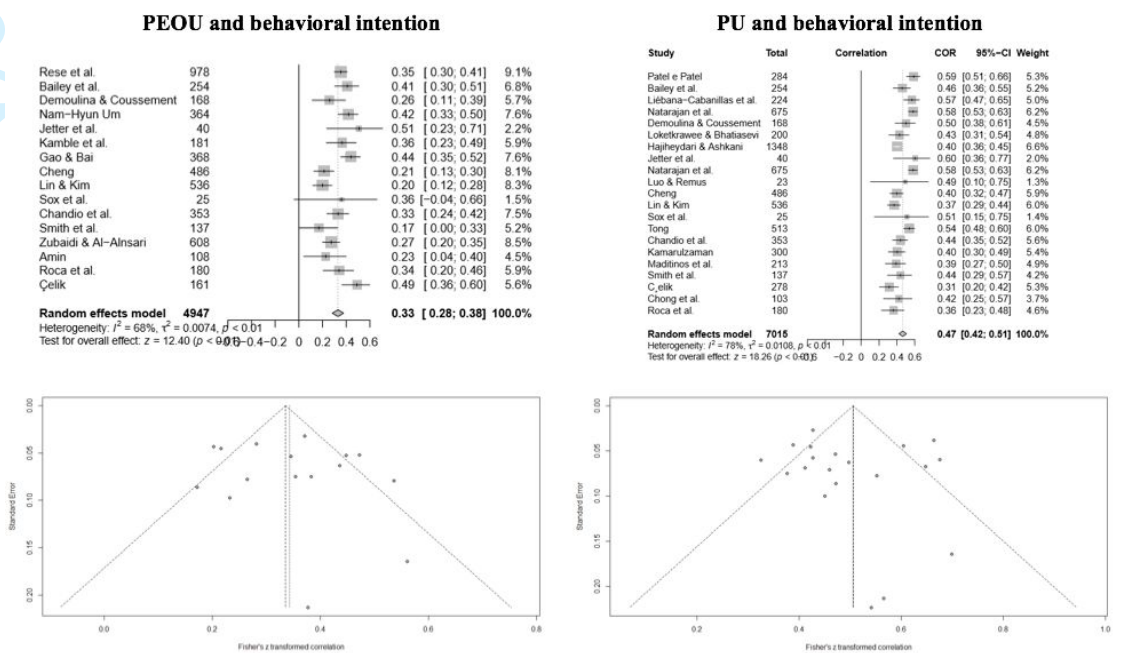 PEOU and behavioral intention
Rese et al. 978 0.35 [ 0.30; 0.41] 9.1%
Bailey et al. 254 0.41 [ 0.30; 0.51] 6.8%
Demoulina & Coussement 168 0.26 [ 0.11; 0.39] 5.7%
Nam-Hyun Um 364 0.42 [ 0.33; 0.50] 7.6%
Jetter et al. 40 0.51 [ 0.23; 0.71] 2.2%
Kamble et al. 181 0.36 [ 0.23; 0.49] 5.9%
Gao & Bai 368 0.44 [ 0.35; 0.52] 7.6%
Cheng 486 0.21 [ 0.13; 0.30] 8.1%
Lin & Kim 536 0.20 [ 0.12; 0.28] 8.3%
Sox et al. 25 0.36 [−0.04; 0.66] 1.5%
Chandio et al. 353 0.33 [ 0.24; 0.42] 7.5%
Smith et al. 137 0.17 [ 0.00; 0.33] 5.2%
Zubaidi & Al-Alnsari 608 0.27 [ 0.20; 0.35] 8.5%
Amin 108 0.23 [ 0.04; 0.40] 4.6%
Roca et al. 180 0.34 [ 0.20; 0.46] 5.9%
Çelik 161 0.49 [ 0.36; 0.60] 5.6%
Random effects model 4947 0.33 [ 0.28; 0.38] 100.0%
Heterogeneity: I² = 68%, τ² = 0.0074, p < 0.01
Test for overall effect: z = 12.40 (p < 0.01) −0.6 −0.4 −0.2 0 0.2 0.4 0.6
PU and behavioral intention
Study Total Correlation COR 95%−CI Weight
Patel e Patel 284 0.59 [0.51; 0.66] 5.3%
Bailey et al. 254 0.46 [0.36; 0.55] 5.2%
Liébana−Cabanillas et al. 224 0.57 [0.47; 0.65] 5.0%
Natarajan et al. 675 0.58 [0.53; 0.63] 6.2%
Demoulina & Coussement 168 0.50 [0.38; 0.61] 4.5%
Loketkrawee & Bhatiasevi 200 0.43 [0.31; 0.54] 4.8%
Hajiheydari & Ashkani 1348 0.40 [0.36; 0.45] 6.6%
Jetter et al. 40 0.60 [0.36; 0.77] 2.0%
Natarajan et al. 675 0.58 [0.53; 0.63] 6.2%
Luo & Remus 23 0.49 [0.10; 0.75] 1.3%
Cheng 486 0.40 [0.32; 0.47] 6.0%
Lin & Kim 536 0.37 [0.29; 0.44] 6.0%
Sox et al. 25 0.51 [0.15; 0.75] 1.4%
Tong 513 0.54 [0.48; 0.60] 6.0%
Chandio et al. 353 0.44 [0.35; 0.52] 5.6%
Kamarulzaman 300 0.40 [0.30; 0.49] 5.4%
Maditinos et al. 213 0.39 [0.27; 0.50] 4.9%
Smith et al. 137 0.44 [0.29; 0.57] 4.2%
C¸elik 278 0.31 [0.20; 0.42] 5.3%
Chong et al. 103 0.42 [0.25; 0.57] 3.7%
Roca et al. 180 0.36 [0.23; 0.48] 4.6%
Random effects model 7015 0.47 [0.42; 0.51] 100.0%
Heterogeneity: I² = 78%, τ² = 0.0108, p < 0.01
Test for overall effect: z = 18.26 (p < 0.01) −0.6 −0.2 0 0.2 0.4 0.6
Standard Error
0.00
0.05
0.10
0.15
0.20
0.0 0.2 0.4 0.6 0.8
Fisher's z transformed correlation
Standard Error
0.00
0.05
0.10
0.15
0.20
0.2 0.4 0.6 0.8 1.0
Fisher's z transformed correlation